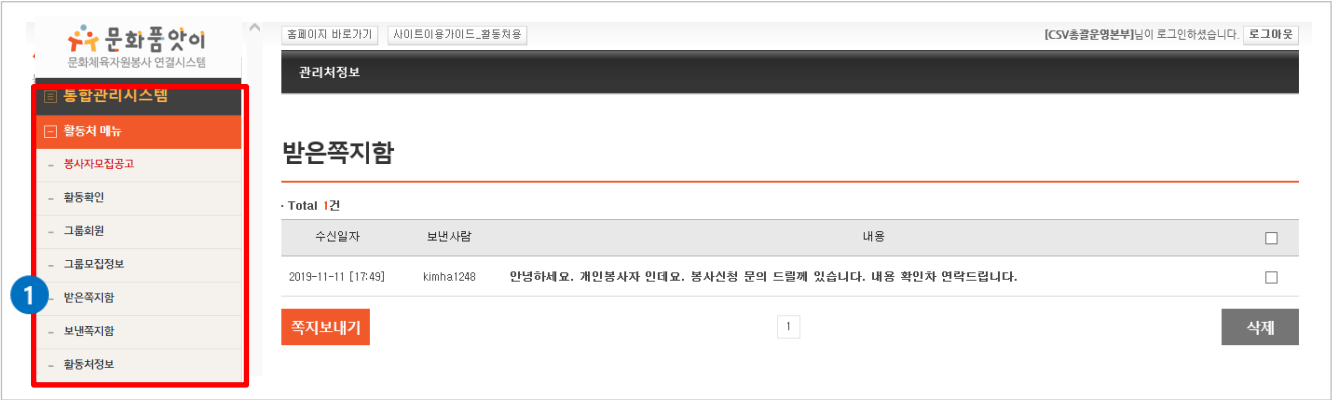 문화품앗이
문화체육자원봉사 연결시스템
통합관리시스템
활동처 메뉴
- 봉사자모집공고
- 활동확인
- 그룹회원
- 그룹모집정보
1
- 받은쪽지함
- 보낸쪽지함
- 활동처정보
홈페이지 바로가기 사이트이용가이드_활동처용 [CSV총괄운영본부]님이 로그인하셨습니다. 로그아웃
관리처정보
받은쪽지함
· Total 1건
수신일자 보낸사람 내용
2019-11-11 [17:49] kimha1248 안녕하세요. 개인봉사자 인데요. 봉사신청 문의 드릴께 있습니다. 내용 확인차 연락드립니다.
쪽지보내기 1 삭제